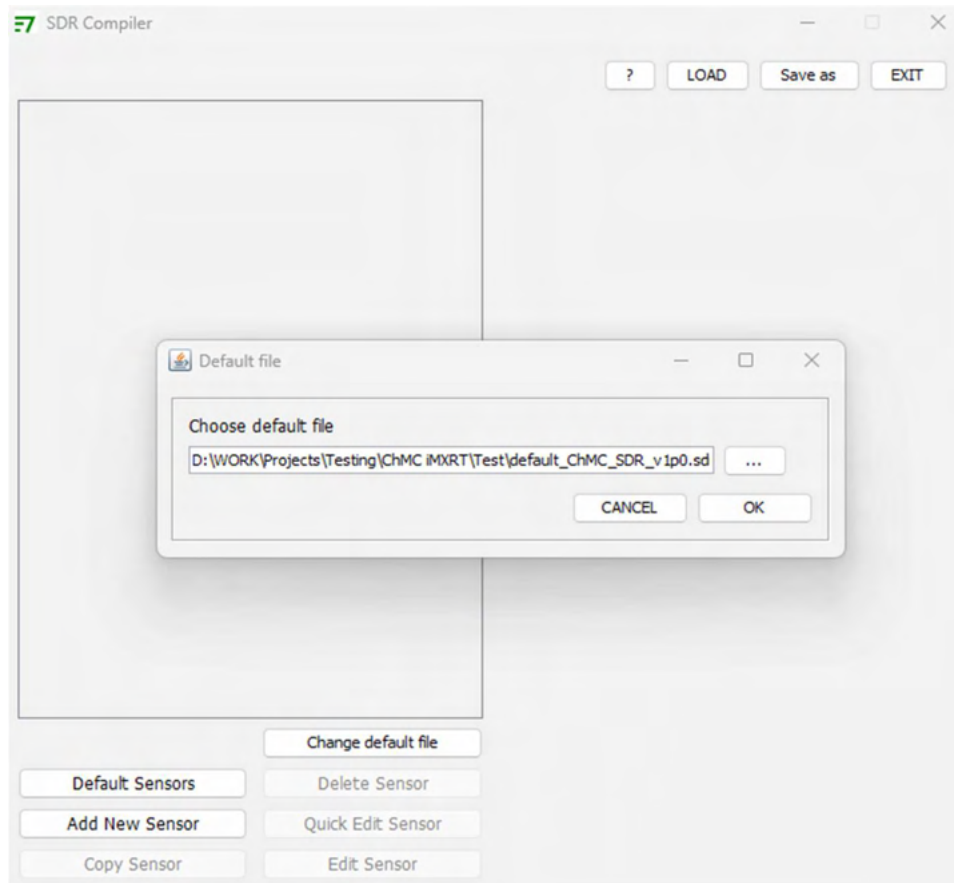 SDR Compiler
? LOAD Save as EXIT
Default file
Choose default file
D:\WORK\Projects\Testing\ChMC iMXRT\Test\default_ChMC_SDR_v1p0.sd ...
CANCEL OK
Change default file
Default Sensors Delete Sensor
Add New Sensor Quick Edit Sensor
Copy Sensor Edit Sensor